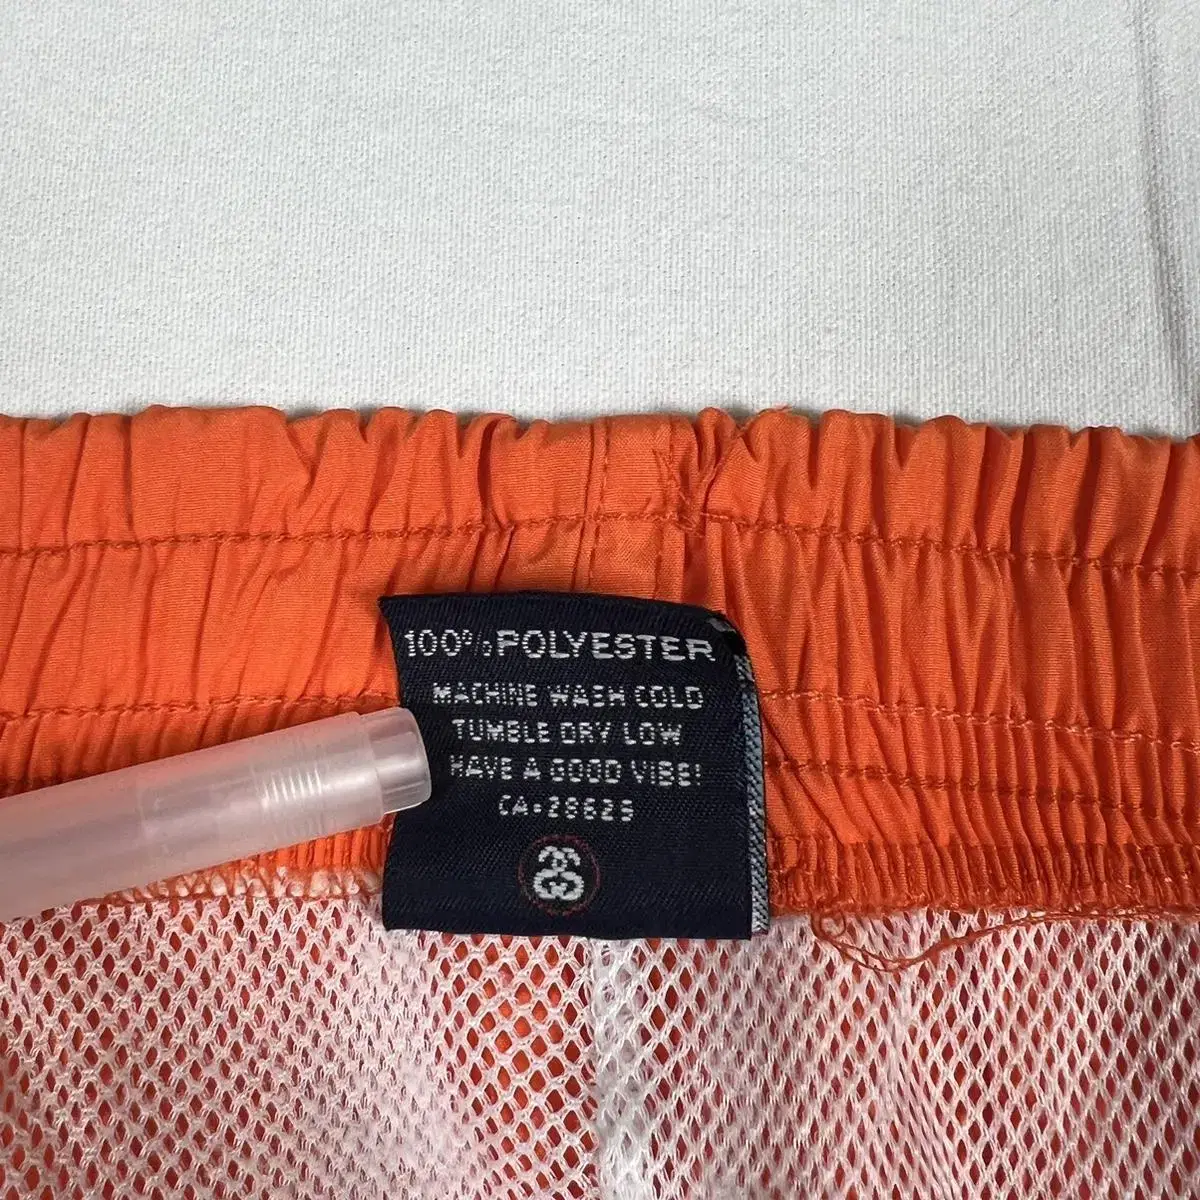 100% POLYESTER
MACHINE WASH COLD
TUMBLE DRY LOW
HAVE A GOOD VIBE!
CA-28629